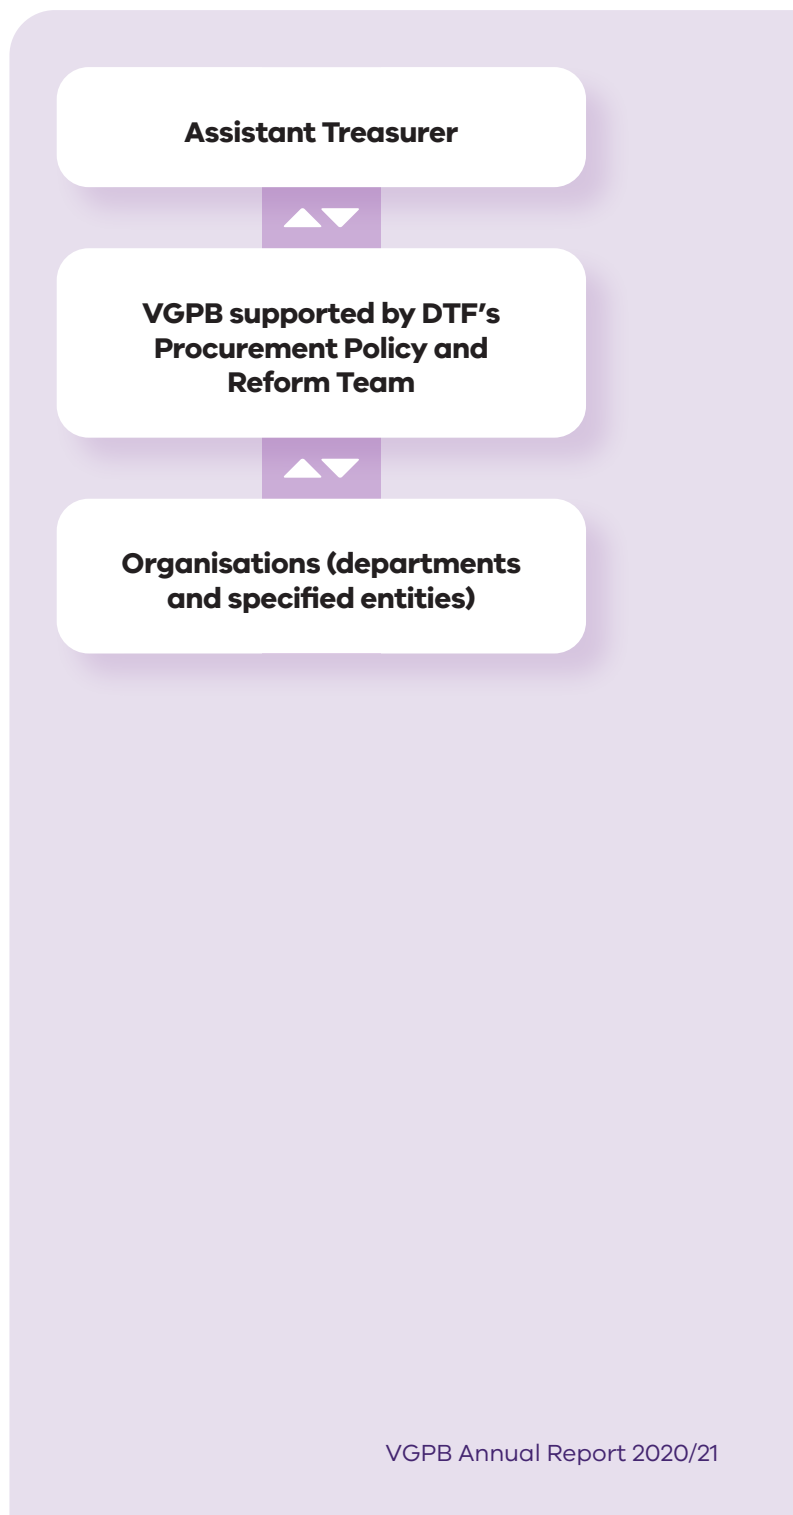 Assistant Treasurer
VGPB supported by DTF’s
Procurement Policy and
Reform Team
Organisations (departments
and specified entities)
VGPB Annual Report 2020/21